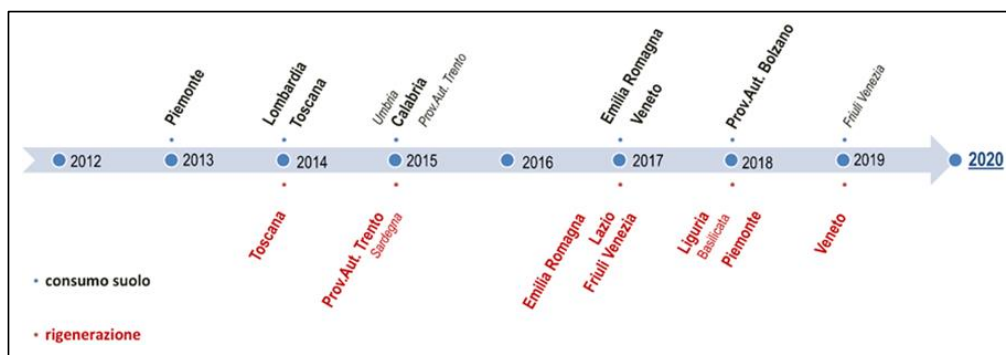 Piemonte
Lombardia
Toscana
Umbria
Calabria
Prov.Aut. Trento
Emilia Romagna
Veneto
Prov.Aut. Bolzano
Friuli Venezia
2012
2013
2014
2015
2016
2017
2018
2019
2020
Toscana
Prov.Aut. Trento
Sardegna
Emilia Romagna
Lazio
Friuli Venezia
Liguria
Basilicata
Piemonte
Veneto
• consumo suolo
• rigenerazione